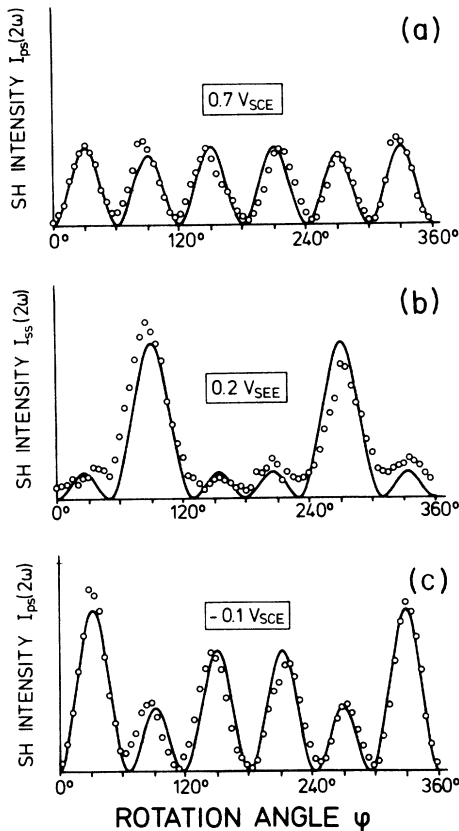 (a)
SH INTENSITY Ips(2ω)
0.7 VSCE
0° 120° 240° 360°
(b)
SH INTENSITY Iss(2ω)
0.2 VSEE
0° 120° 240° 360°
(c)
SH INTENSITY Ips(2ω)
- 0.1 VSCE
0° 120° 240° 360°
ROTATION ANGLE φ